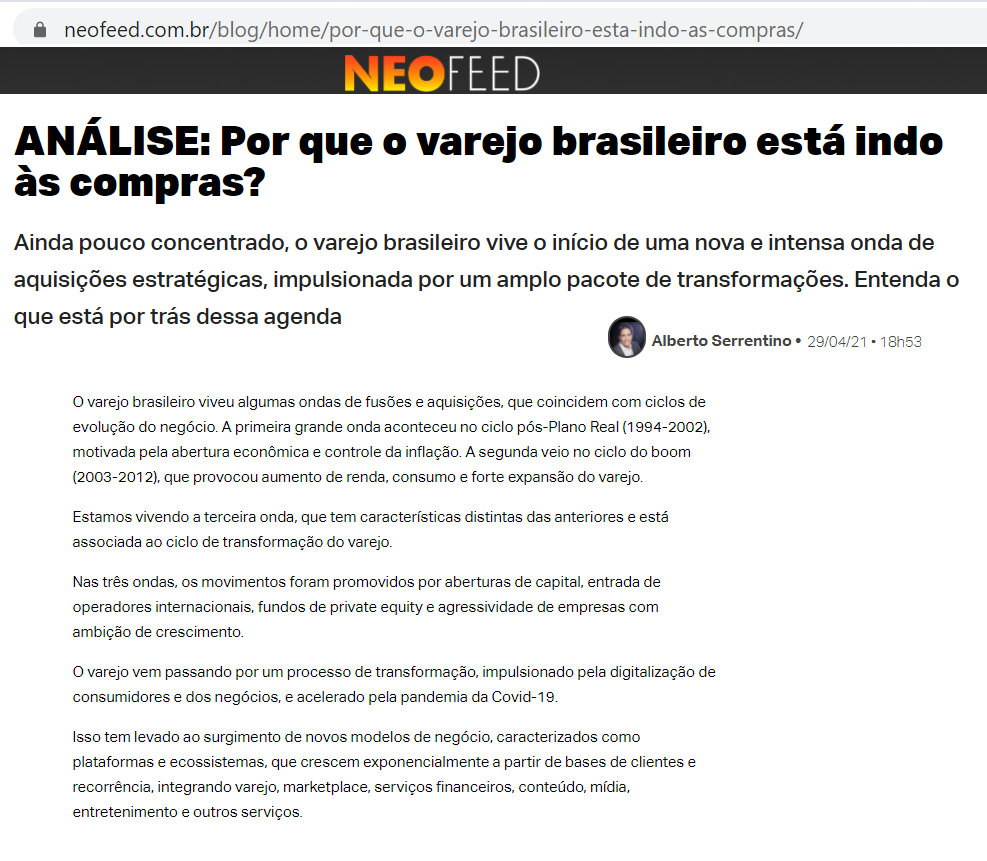 neofeed.com.br/blog/home/por-que-o-varejo-brasileiro-esta-indo-as-compras/
NEOFEED
ANÁLISE: Por que o varejo brasileiro está indo
às compras?
Ainda pouco concentrado, o varejo brasileiro vive o início de uma nova e intensa onda de
aquisições estratégicas, impulsionada por um amplo pacote de transformações. Entenda o
que está por trás dessa agenda
Alberto Serrentino • 29/04/21 • 18h53
O varejo brasileiro viveu algumas ondas de fusões e aquisições, que coincidem com ciclos de
evolução do negócio. A primeira grande onda aconteceu no ciclo pós-Plano Real (1994-2002),
motivada pela abertura econômica e controle da inflação. A segunda veio no ciclo do boom
(2003-2012), que provocou aumento de renda, consumo e forte expansão do varejo.
Estamos vivendo a terceira onda, que tem características distintas das anteriores e está
associada ao ciclo de transformação do varejo.
Nas três ondas, os movimentos foram promovidos por aberturas de capital, entrada de
operadores internacionais, fundos de private equity e agressividade de empresas com
ambição de crescimento.
O varejo vem passando por um processo de transformação, impulsionado pela digitalização de
consumidores e dos negócios, e acelerado pela pandemia da Covid-19.
Isso tem levado ao surgimento de novos modelos de negócio, caracterizados como
plataformas e ecossistemas, que crescem exponencialmente a partir de bases de clientes e
recorrência, integrando varejo, marketplace, serviços financeiros, conteúdo, mídia,
entretenimento e outros serviços.